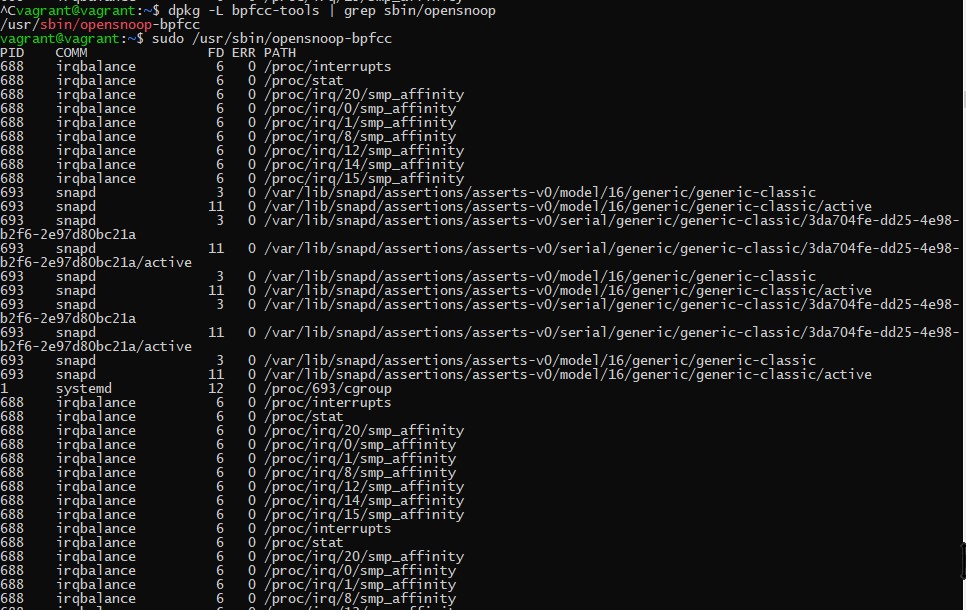 ^Cvagrant@vagrant:~$ dpkg -L bpfcc-tools | grep sbin/opensnoop
/usr/sbin/opensnoop-bpfcc
vagrant@vagrant:~$ sudo /usr/sbin/opensnoop-bpfcc
PID    COMM               FD ERR PATH
688    irqbalance          6   0 /proc/interrupts
688    irqbalance          6   0 /proc/stat
688    irqbalance          6   0 /proc/irq/20/smp_affinity
688    irqbalance          6   0 /proc/irq/0/smp_affinity
688    irqbalance          6   0 /proc/irq/1/smp_affinity
688    irqbalance          6   0 /proc/irq/8/smp_affinity
688    irqbalance          6   0 /proc/irq/12/smp_affinity
688    irqbalance          6   0 /proc/irq/14/smp_affinity
688    irqbalance          6   0 /proc/irq/15/smp_affinity
693    snapd               3   0 /var/lib/snapd/assertions/asserts-v0/model/16/generic/generic-classic
693    snapd              11   0 /var/lib/snapd/assertions/asserts-v0/model/16/generic/generic-classic/active
693    snapd               3   0 /var/lib/snapd/assertions/asserts-v0/serial/generic/generic-classic/3da704fe-dd25-4e98-
b2f6-2e97d80bc21a
693    snapd              11   0 /var/lib/snapd/assertions/asserts-v0/serial/generic/generic-classic/3da704fe-dd25-4e98-
b2f6-2e97d80bc21a/active
693    snapd               3   0 /var/lib/snapd/assertions/asserts-v0/model/16/generic/generic-classic
693    snapd              11   0 /var/lib/snapd/assertions/asserts-v0/model/16/generic/generic-classic/active
693    snapd               3   0 /var/lib/snapd/assertions/asserts-v0/serial/generic/generic-classic/3da704fe-dd25-4e98-
b2f6-2e97d80bc21a
693    snapd              11   0 /var/lib/snapd/assertions/asserts-v0/serial/generic/generic-classic/3da704fe-dd25-4e98-
b2f6-2e97d80bc21a/active
693    snapd               3   0 /var/lib/snapd/assertions/asserts-v0/model/16/generic/generic-classic
693    snapd              11   0 /var/lib/snapd/assertions/asserts-v0/model/16/generic/generic-classic/active
1      systemd            12   0 /proc/693/cgroup
688    irqbalance          6   0 /proc/interrupts
688    irqbalance          6   0 /proc/stat
688    irqbalance          6   0 /proc/irq/20/smp_affinity
688    irqbalance          6   0 /proc/irq/0/smp_affinity
688    irqbalance          6   0 /proc/irq/1/smp_affinity
688    irqbalance          6   0 /proc/irq/8/smp_affinity
688    irqbalance          6   0 /proc/irq/12/smp_affinity
688    irqbalance          6   0 /proc/irq/14/smp_affinity
688    irqbalance          6   0 /proc/irq/15/smp_affinity
688    irqbalance          6   0 /proc/interrupts
688    irqbalance          6   0 /proc/stat
688    irqbalance          6   0 /proc/irq/20/smp_affinity
688    irqbalance          6   0 /proc/irq/0/smp_affinity
688    irqbalance          6   0 /proc/irq/1/smp_affinity
688    irqbalance          6   0 /proc/irq/8/smp_affinity